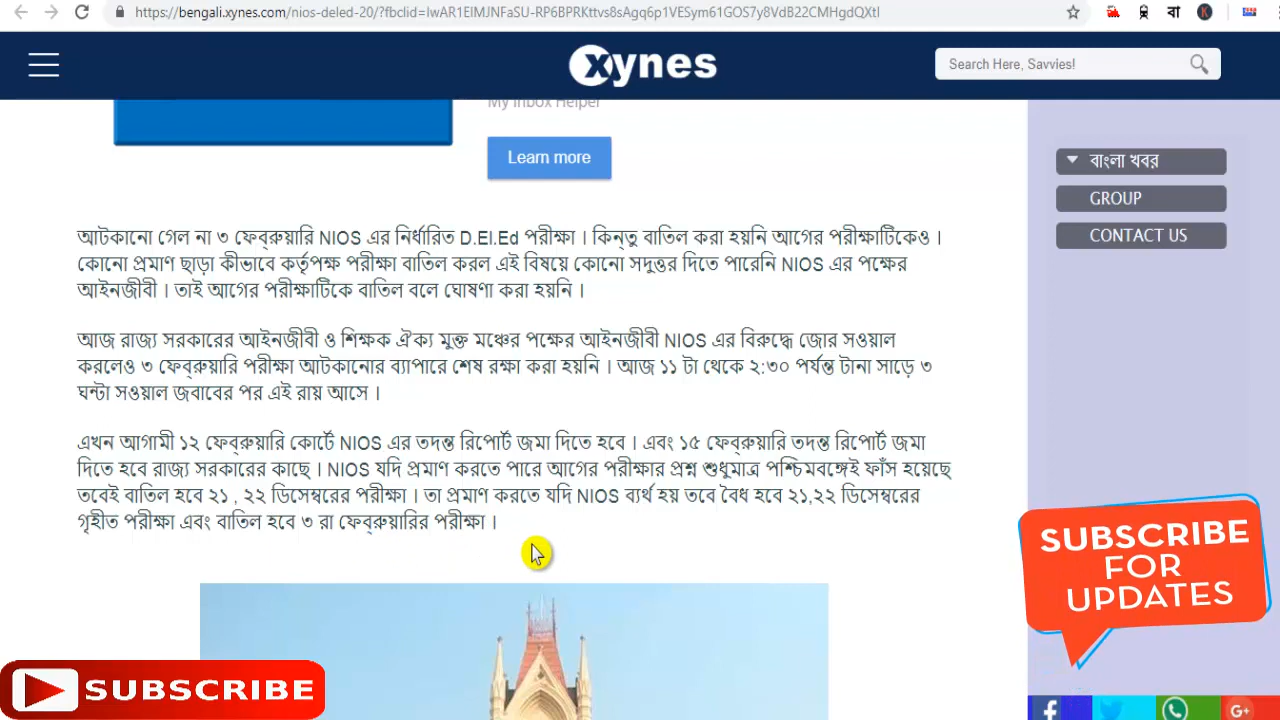 https://bengali.xynes.com/nios-deled-20/?fbclid=IwAR1ElMJNFaSU-RP6BPRKttvs8sAgq6p1VESym61GOS7y8VdB22CMHgdQXtI
বা
K
xynes
Search Here, Savvies!
My Inbox Helper
Learn more
বাংলা খবর
GROUP
CONTACT US
আটকানো গেল না ৩ ফেব্রুয়ারি NIOS এর নির্ধারিত D.El.Ed পরীক্ষা । কিন্তু বাতিল করা হয়নি আগের পরীক্ষাটিকেও ।
কোনো প্রমাণ ছাড়া কীভাবে কর্তৃপক্ষ পরীক্ষা বাতিল করল এই বিষয়ে কোনো সদুত্তর দিতে পারেনি NIOS এর পক্ষের
আইনজীবী । তাই আগের পরীক্ষাটিকে বাতিল বলে ঘোষণা করা হয়নি ।
আজ রাজ্য সরকারের আইনজীবী ও শিক্ষক ঐক্য মুক্ত মঞ্চের পক্ষের আইনজীবী NIOS এর বিরুদ্ধে জোর সওয়াল
করলেও ৩ ফেব্রুয়ারি পরীক্ষা আটকানোর ব্যাপারে শেষ রক্ষা করা হয়নি । আজ ১১ টা থেকে ২:৩০ পর্যন্ত টানা সাড়ে ৩
ঘন্টা সওয়াল জবাবের পর এই রায় আসে ।
এখন আগামী ১২ ফেব্রুয়ারি কোর্টে NIOS এর তদন্ত রিপোর্ট জমা দিতে হবে । এবং ১৫ ফেব্রুয়ারি তদন্ত রিপোর্ট জমা
দিতে হবে রাজ্য সরকারের কাছে । NIOS যদি প্রমাণ করতে পারে আগের পরীক্ষার প্রশ্ন শুধুমাত্র পশ্চিমবঙ্গেই ফাঁস হয়েছে
তবেই বাতিল হবে ২১ , ২২ ডিসেম্বরের পরীক্ষা । তা প্রমাণ করতে যদি NIOS ব্যর্থ হয় তবে বৈধ হবে ২১,২২ ডিসেম্বরের
গৃহীত পরীক্ষা এবং বাতিল হবে ৩ রা ফেব্রুয়ারির পরীক্ষা ।
SUBSCRIBE
FOR
UPDATES
SUBSCRIBE